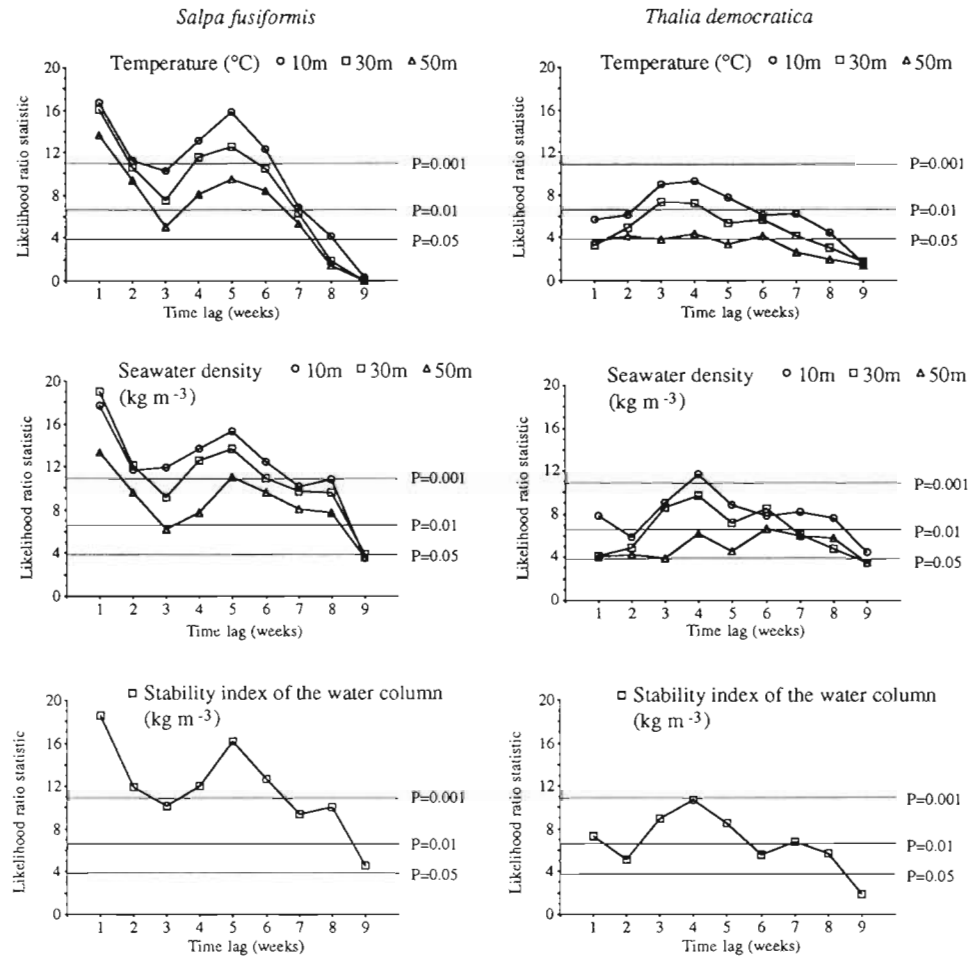 Salpa fusiformis
Thalia democratica
Temperature (°C) 10m 30m 50m
Likelihood ratio statistic
20
16
12
8
4
0
P=0.001
P=0.01
P=0.05
1 2 3 4 5 6 7 8 9
Time lag (weeks)
Temperature (°C) 10m 30m 50m
Likelihood ratio statistic
20
16
12
8
4
0
P=0.001
P=0.01
P=0.05
1 2 3 4 5 6 7 8 9
Time lag (weeks)
Seawater density 10m 30m 50m
(kg m -3)
Likelihood ratio statistic
20
16
12
8
4
0
P=0.001
P=0.01
P=0.05
1 2 3 4 5 6 7 8 9
Time lag (weeks)
Seawater density 10m 30m 50m
(kg m -3)
Likelihood ratio statistic
20
16
12
8
4
0
P=0.001
P=0.01
P=0.05
1 2 3 4 5 6 7 8 9
Time lag (weeks)
Stability index of the water column
(kg m -3)
Likelihood ratio statistic
20
16
12
8
4
0
P=0.001
P=0.01
P=0.05
1 2 3 4 5 6 7 8 9
Time lag (weeks)
Stability index of the water column
(kg m -3)
Likelihood ratio statistic
20
16
12
8
4
0
P=0.001
P=0.01
P=0.05
1 2 3 4 5 6 7 8 9
Time lag (weeks)